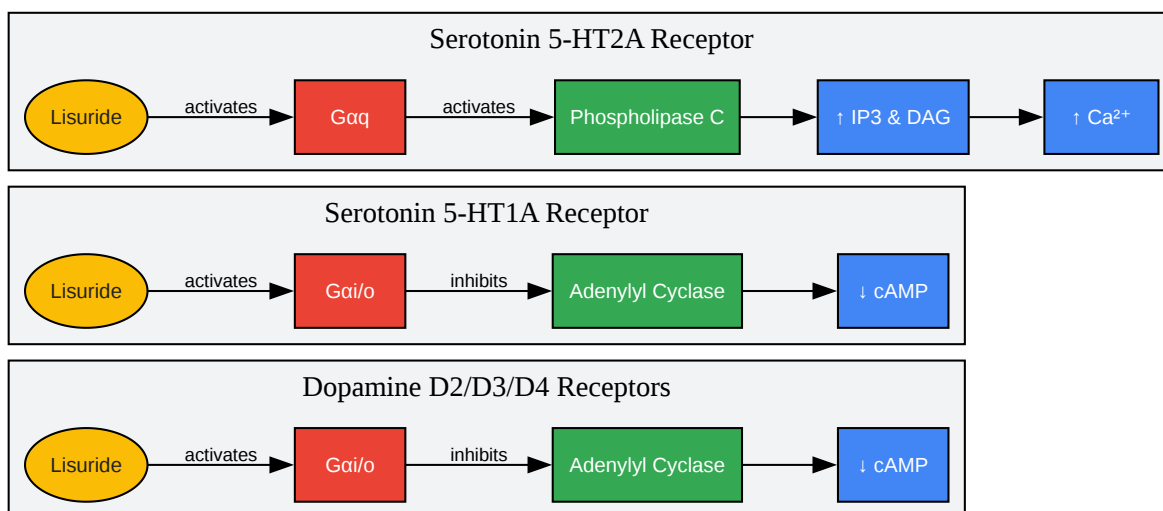 Serotonin 5-HT2A Receptor
Lisuride
activates
Gαq
activates
Phospholipase C
↑ IP3 & DAG
↑ Ca²⁺
Serotonin 5-HT1A Receptor
Lisuride
activates
Gαi/o
inhibits
Adenylyl Cyclase
↓ cAMP
Dopamine D2/D3/D4 Receptors
Lisuride
activates
Gαi/o
inhibits
Adenylyl Cyclase
↓ cAMP